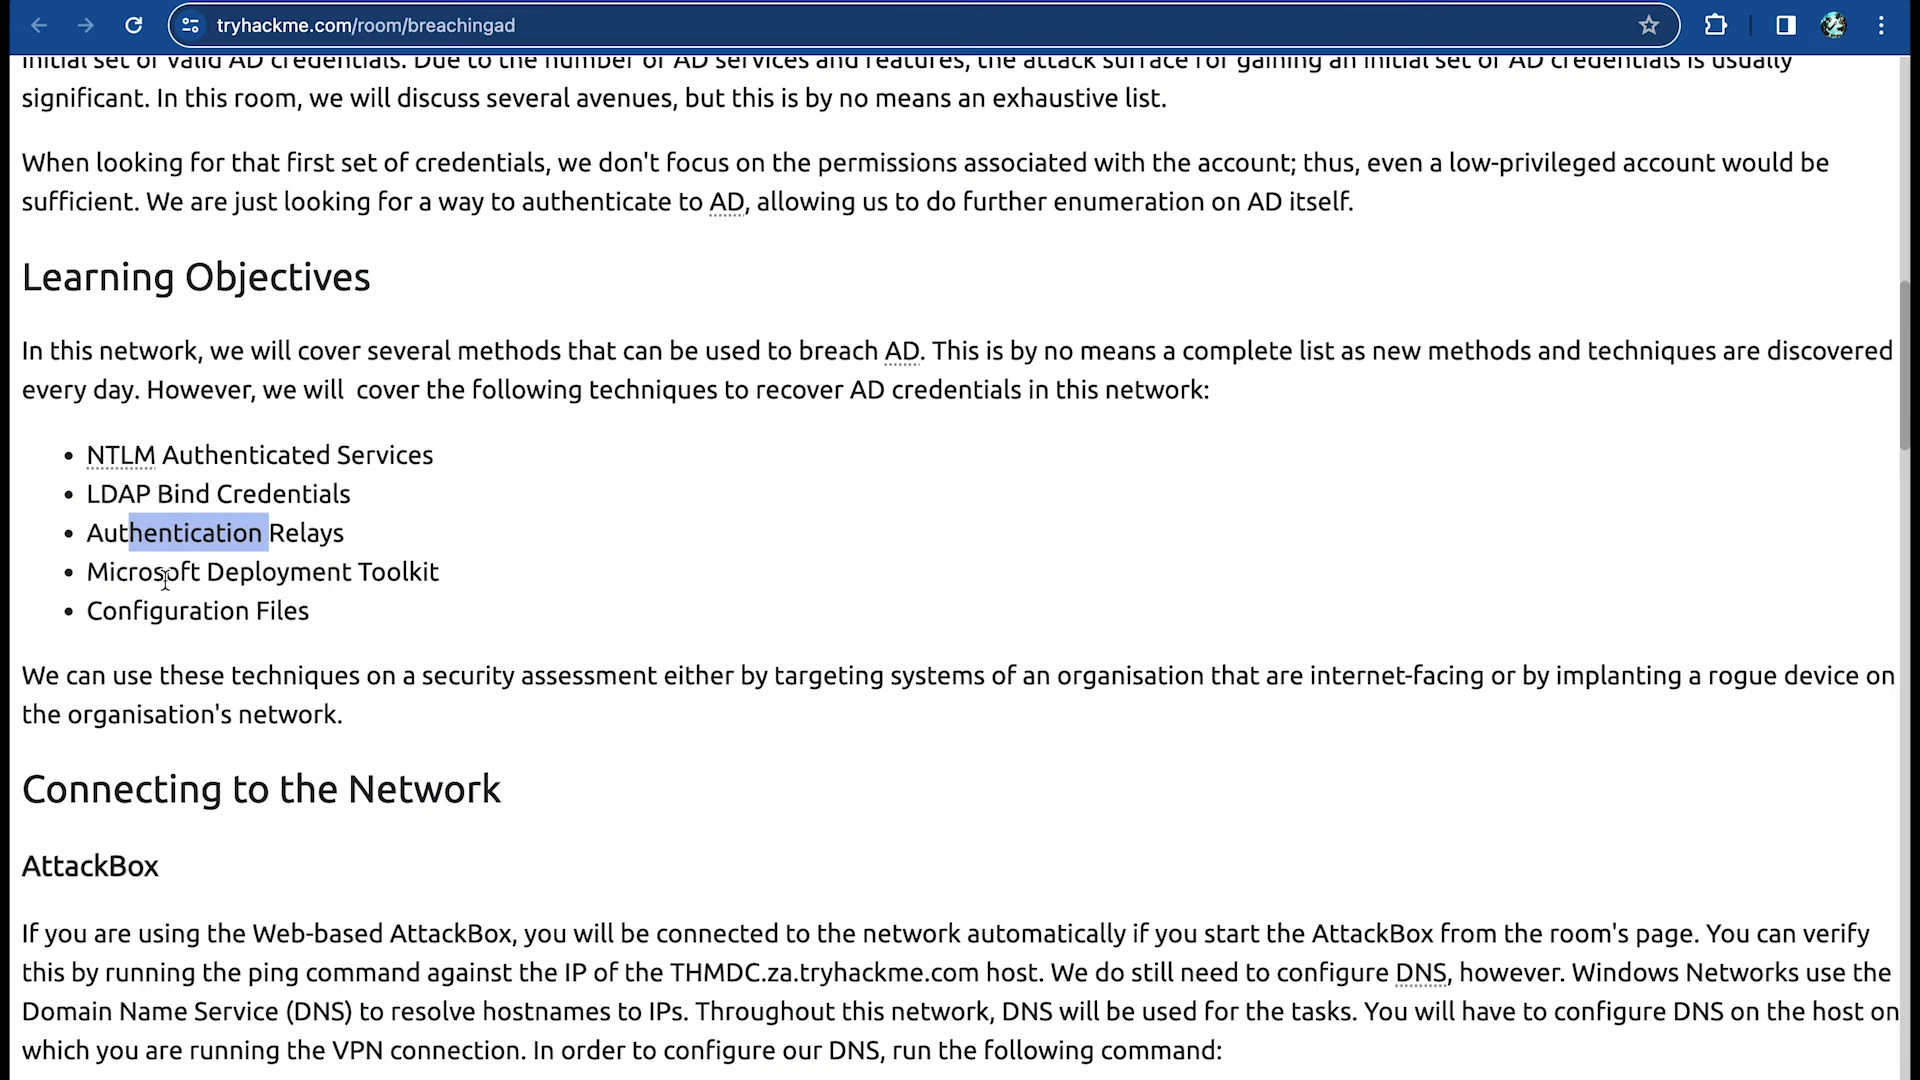 tryhackme.com/room/breachingad
initial set of valid AD credentials. Due to the number of AD services and features, the attack surface for gaining an initial set of AD credentials is usually
significant. In this room, we will discuss several avenues, but this is by no means an exhaustive list.
When looking for that first set of credentials, we don't focus on the permissions associated with the account; thus, even a low-privileged account would be
sufficient. We are just looking for a way to authenticate to AD, allowing us to do further enumeration on AD itself.
Learning Objectives
In this network, we will cover several methods that can be used to breach AD. This is by no means a complete list as new methods and techniques are discovered
every day. However, we will  cover the following techniques to recover AD credentials in this network:
• NTLM Authenticated Services
• LDAP Bind Credentials
• Authentication Relays
• Microsoft Deployment Toolkit
• Configuration Files
We can use these techniques on a security assessment either by targeting systems of an organisation that are internet-facing or by implanting a rogue device on
the organisation's network.
Connecting to the Network
AttackBox
If you are using the Web-based AttackBox, you will be connected to the network automatically if you start the AttackBox from the room's page. You can verify
this by running the ping command against the IP of the THMDC.za.tryhackme.com host. We do still need to configure DNS, however. Windows Networks use the
Domain Name Service (DNS) to resolve hostnames to IPs. Throughout this network, DNS will be used for the tasks. You will have to configure DNS on the host on
which you are running the VPN connection. In order to configure our DNS, run the following command: